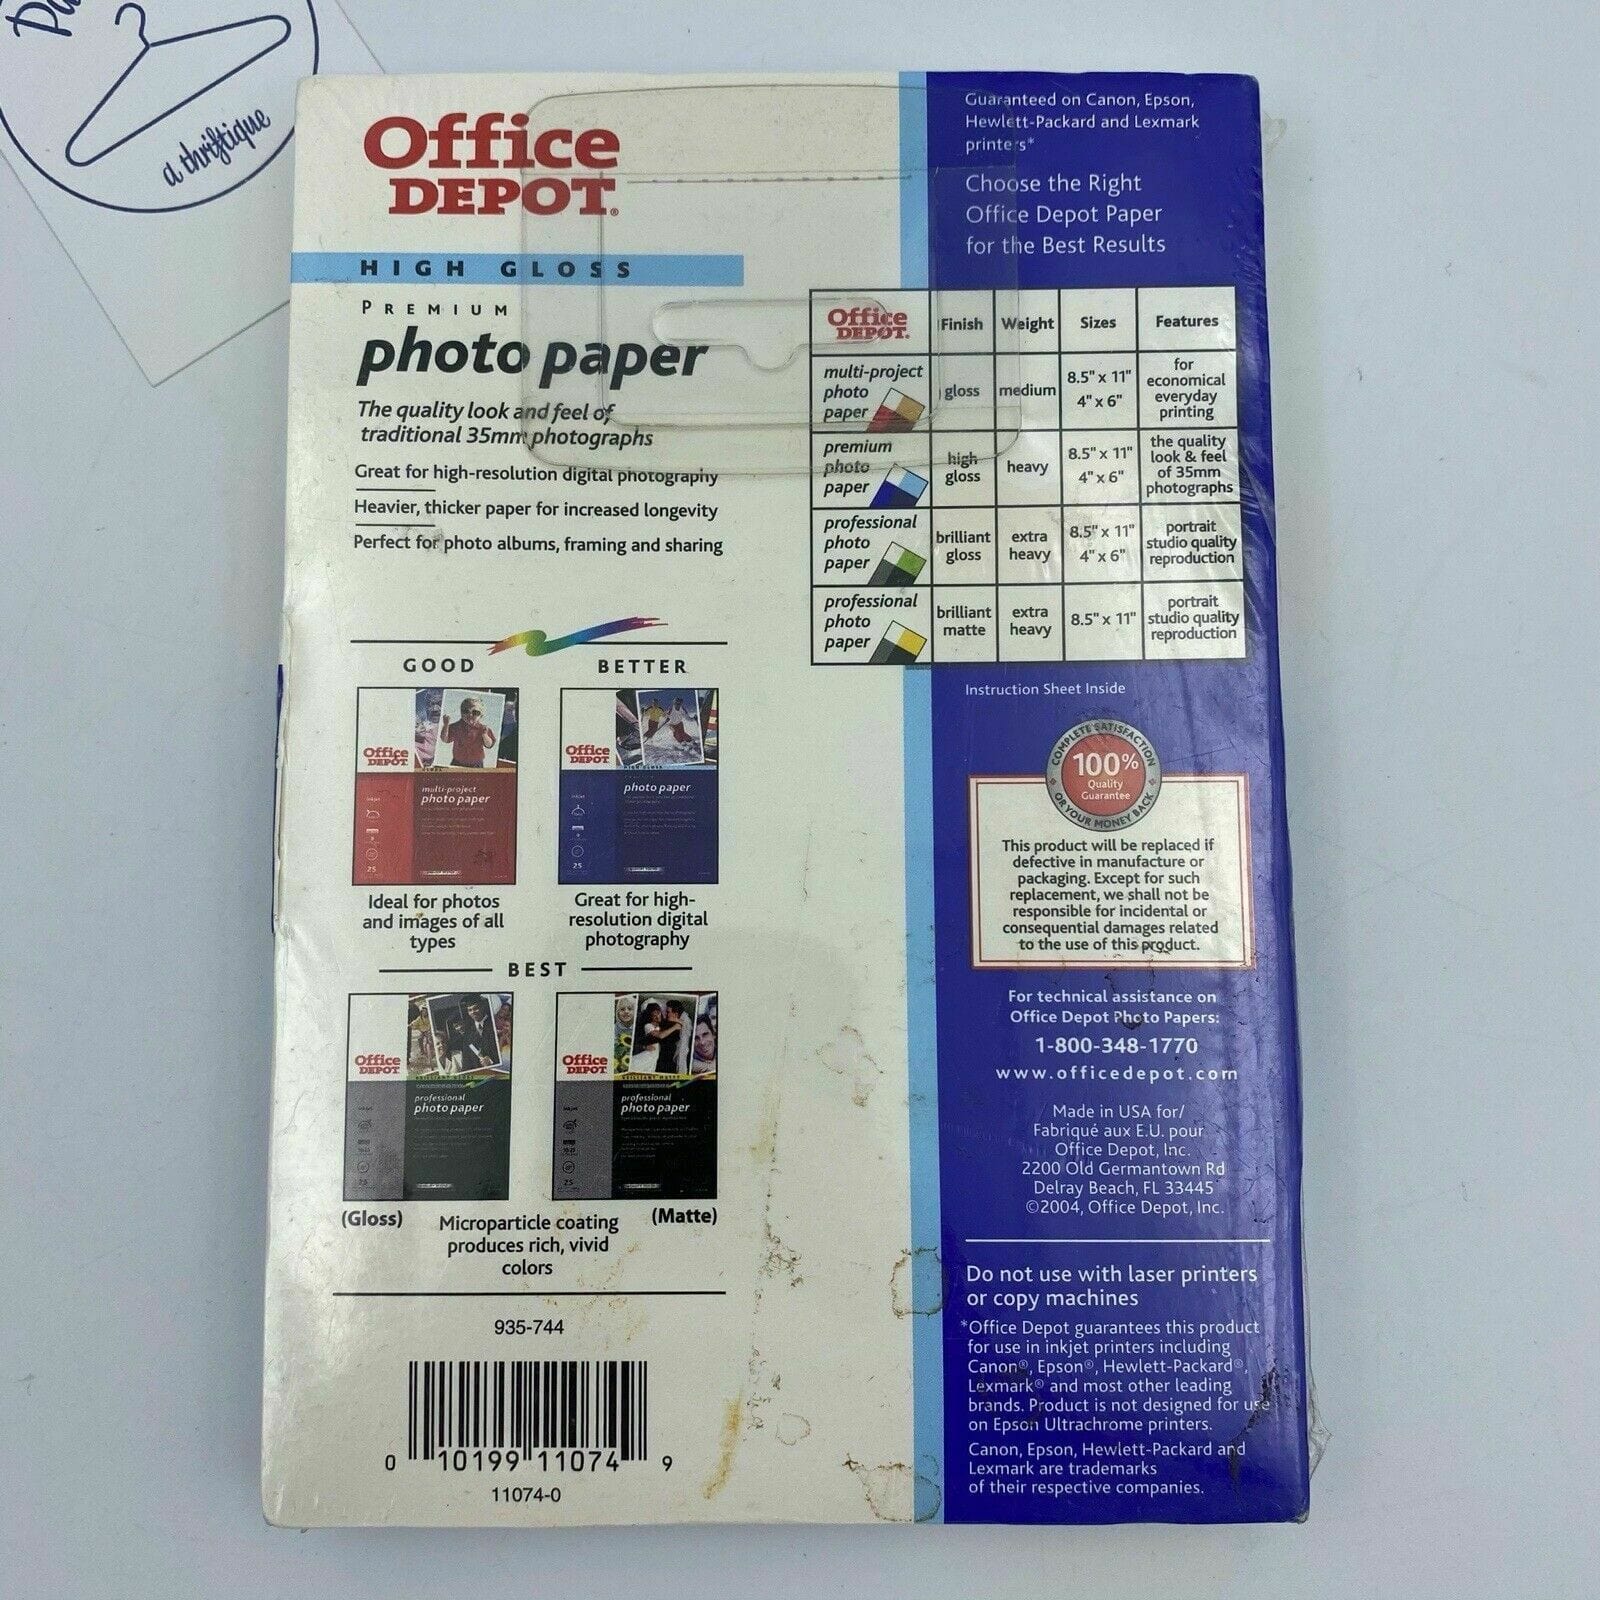 a thriftique
Office
DEPOT®
HIGH GLOSS
PREMIUM
photo paper
The quality look and feel of
traditional 35mm photographs
Great for high-resolution digital photography
Heavier, thicker paper for increased longevity
Perfect for photo albums, framing and sharing
GOOD
BETTER
Office
DEPOT
multi-project
photo paper
25
Ideal for photos
and images of all
types
Office
DEPOT
photo paper
25
Great for high-
resolution digital
photography
BEST
Office
DEPOT
professional
photo paper
25
(Gloss)
Office
DEPOT
professional
photo paper
25
(Matte)
Microparticle coating
produces rich, vivid
colors
935-744
0 10199 11074 9
11074-0
Guaranteed on Canon, Epson,
Hewlett-Packard and Lexmark
printers*
Choose the Right
Office Depot Paper
for the Best Results
Office DEPOT. Finish Weight Sizes Features
multi-project
photo
paper
gloss
medium
8.5" x 11"
4" x 6"
for
economical
everyday
printing
premium
photo
paper
high
gloss
heavy
8.5" x 11"
4" x 6"
the quality
look & feel
of 35mm
photographs
professional
photo
paper
brilliant
gloss
extra
heavy
8.5" x 11"
4" x 6"
portrait
studio quality
reproduction
professional
photo
paper
brilliant
matte
extra
heavy
8.5" x 11"
portrait
studio quality
reproduction
Instruction Sheet Inside
COMPLETE SATISFACTION
100%
Quality
Guarantee
OR YOUR MONEY BACK
This product will be replaced if
defective in manufacture or
packaging. Except for such
replacement, we shall not be
responsible for incidental or
consequential damages related
to the use of this product.
For technical assistance on
Office Depot Photo Papers:
1-800-348-1770
www.officedepot.com
Made in USA for/
Fabriqué aux E.U. pour
Office Depot, Inc.
2200 Old Germantown Rd
Delray Beach, FL 33445
©2004, Office Depot, Inc.
Do not use with laser printers
or copy machines
*Office Depot guarantees this product
for use in inkjet printers including
Canon®, Epson®, Hewlett-Packard®,
Lexmark® and most other leading
brands. Product is not designed for use
on Epson Ultrachrome printers.
Canon, Epson, Hewlett-Packard and
Lexmark are trademarks
of their respective companies.